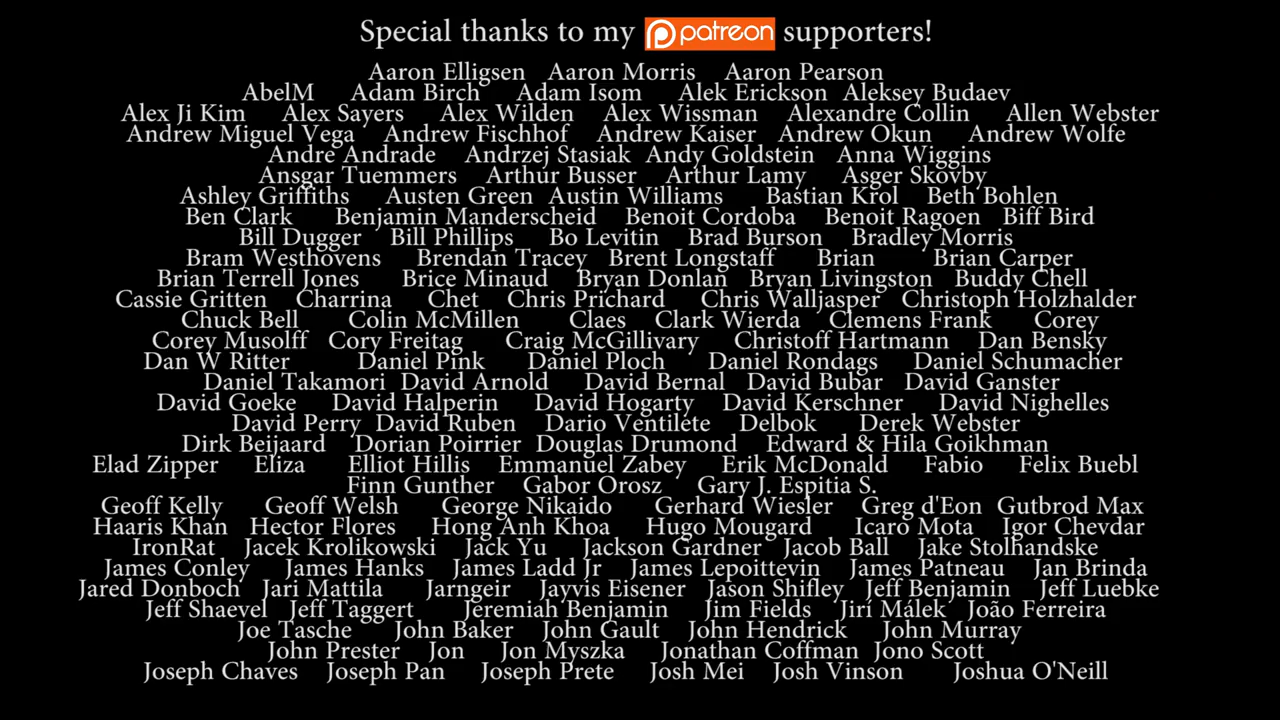 Special thanks to my patreon supporters!
Aaron Elligsen Aaron Morris Aaron Pearson
AbelM Adam Birch Adam Isom Alek Erickson Aleksey Budaev
Alex Ji Kim Alex Sayers Alex Wilden Alex Wissman Alexandre Collin Allen Webster
Andrew Miguel Vega Andrew Fischhof Andrew Kaiser Andrew Okun Andrew Wolfe
Andre Andrade Andrzej Stasiak Andy Goldstein Anna Wiggins
Ansgar Tuemmers Arthur Busser Arthur Lamy Asger Skovby
Ashley Griffiths Austen Green Austin Williams Bastian Krol Beth Bohlen
Ben Clark Benjamin Manderscheid Benoit Cordoba Benoit Ragoen Biff Bird
Bill Dugger Bill Phillips Bo Levitin Brad Burson Bradley Morris
Bram Westhovens Brendan Tracey Brent Longstaff Brian Brian Carper
Brian Terrell Jones Brice Minaud Bryan Donlan Bryan Livingston Buddy Chell
Cassie Gritten Charrina Chet Chris Prichard Chris Walljasper Christoph Holzhalder
Chuck Bell Colin McMillen Claes Clark Wierda Clemens Frank Corey
Corey Musolff Cory Freitag Craig McGillivary Christoff Hartmann Dan Bensky
Dan W Ritter Daniel Pink Daniel Ploch Daniel Rondags Daniel Schumacher
Daniel Takamori David Arnold David Bernal David Bubar David Ganster
David Goeke David Halperin David Hogarty David Kerschner David Nighelles
David Perry David Ruben Dario Ventilete Delbok Derek Webster
Dirk Beijaard Dorian Poirrier Douglas Drumond Edward & Hila Goikhman
Elad Zipper Eliza Elliot Hillis Emmanuel Zabey Erik McDonald Fabio Felix Buebl
Finn Gunther Gabor Orosz Gary J. Espitia S.
Geoff Kelly Geoff Welsh George Nikaido Gerhard Wiesler Greg d'Eon Gutbrod Max
Haaris Khan Hector Flores Hong Anh Khoa Hugo Mougard Icaro Mota Igor Chevdar
IronRat Jacek Krolikowski Jack Yu Jackson Gardner Jacob Ball Jake Stolhandske
James Conley James Hanks James Ladd Jr James Lepoittevin James Patneau Jan Brinda
Jared Donboch Jari Mattila Jarngeir Jayvis Eisener Jason Shifley Jeff Benjamin Jeff Luebke
Jeff Shaevel Jeff Taggert Jeremiah Benjamin Jim Fields Jirí Málek João Ferreira
Joe Tasche John Baker John Gault John Hendrick John Murray
John Prester Jon Jon Myszka Jonathan Coffman Jono Scott
Joseph Chaves Joseph Pan Joseph Prete Josh Mei Josh Vinson Joshua O'Neill